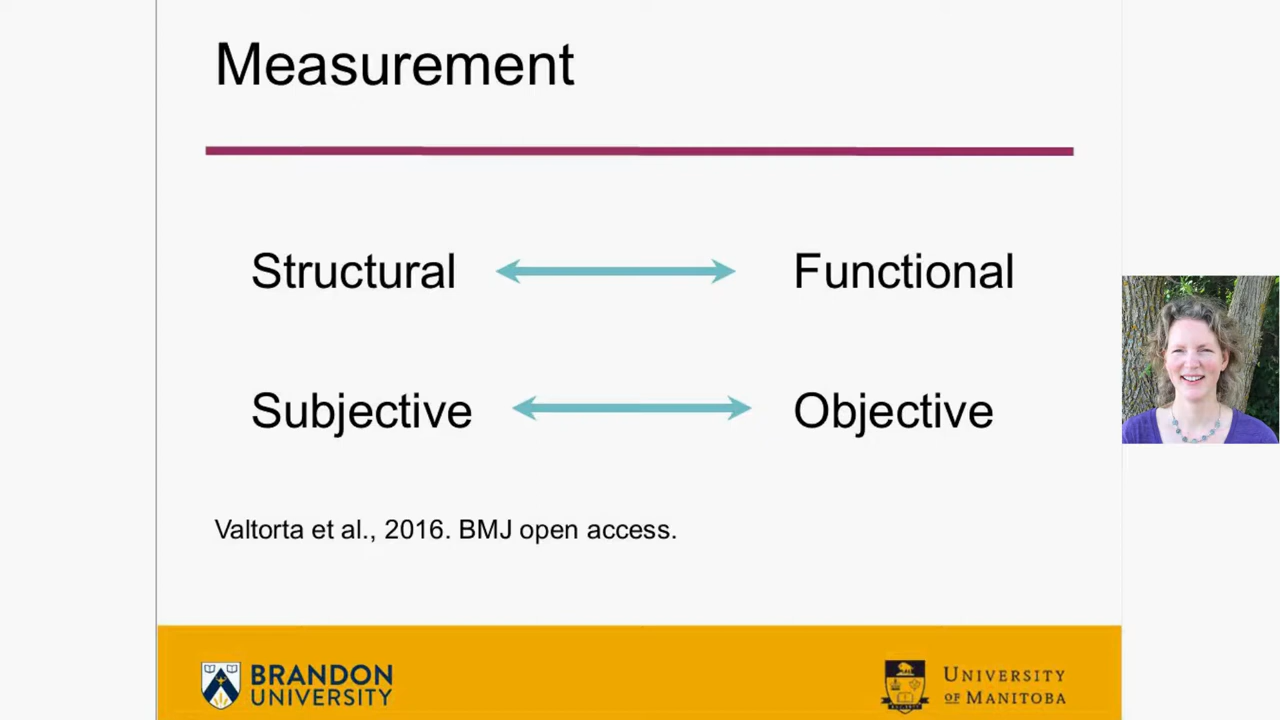 Measurement
Structural Functional
Subjective Objective
Valtorta et al., 2016. BMJ open access.
BRANDON
UNIVERSITY
UNIVERSITY
OF MANITOBA